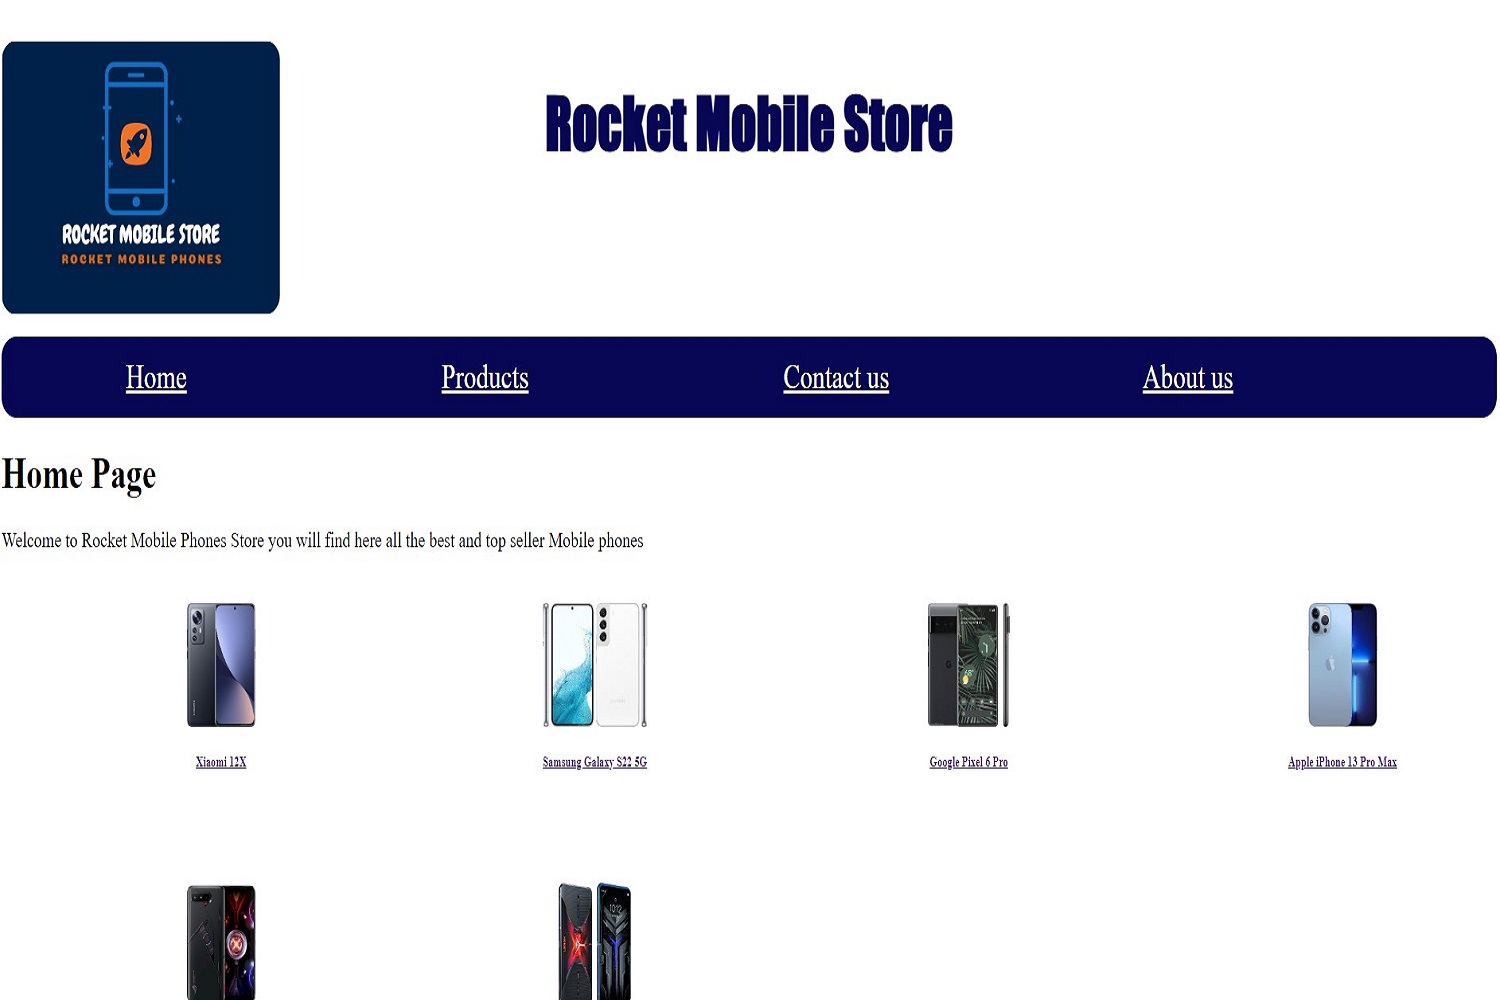 ROCKET MOBILE STORE
ROCKET MOBILE PHONES
Rocket Mobile Store
Home Products Contact us About us
Home Page
Welcome to Rocket Mobile Phones Store you will find here all the best and top seller Mobile phones
Xiaomi 12X Samsung Galaxy S22 5G Google Pixel 6 Pro Apple iPhone 13 Pro Max